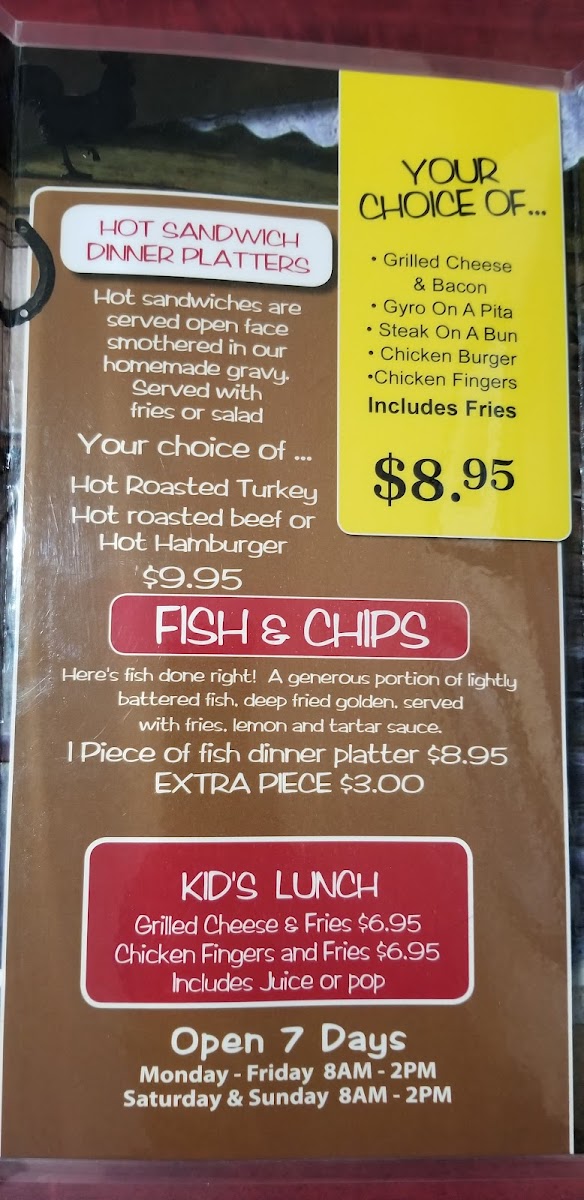 YOUR
CHOICE OF...
• Grilled Cheese
& Bacon
• Gyro On A Pita
• Steak On A Bun
• Chicken Burger
•Chicken Fingers
Includes Fries
$8.95
HOT SANDWICH
DINNER PLATTERS
Hot sandwiches are
served open face
smothered in our
homemade gravy.
Served with
fries or salad
Your choice of ...
Hot Roasted Turkey
Hot roasted beef or
Hot Hamburger
$9.95
FISH & CHIPS
Here's fish done right! A generous portion of lightly
battered fish, deep fried golden, served
with fries, lemon and tartar sauce.
1 Piece of fish dinner platter $8.95
EXTRA PIECE $3.00
KID'S LUNCH
Grilled Cheese & Fries $6.95
Chicken Fingers and Fries $6.95
Includes Juice or pop
Open 7 Days
Monday - Friday 8AM - 2PM
Saturday & Sunday 8AM - 2PM